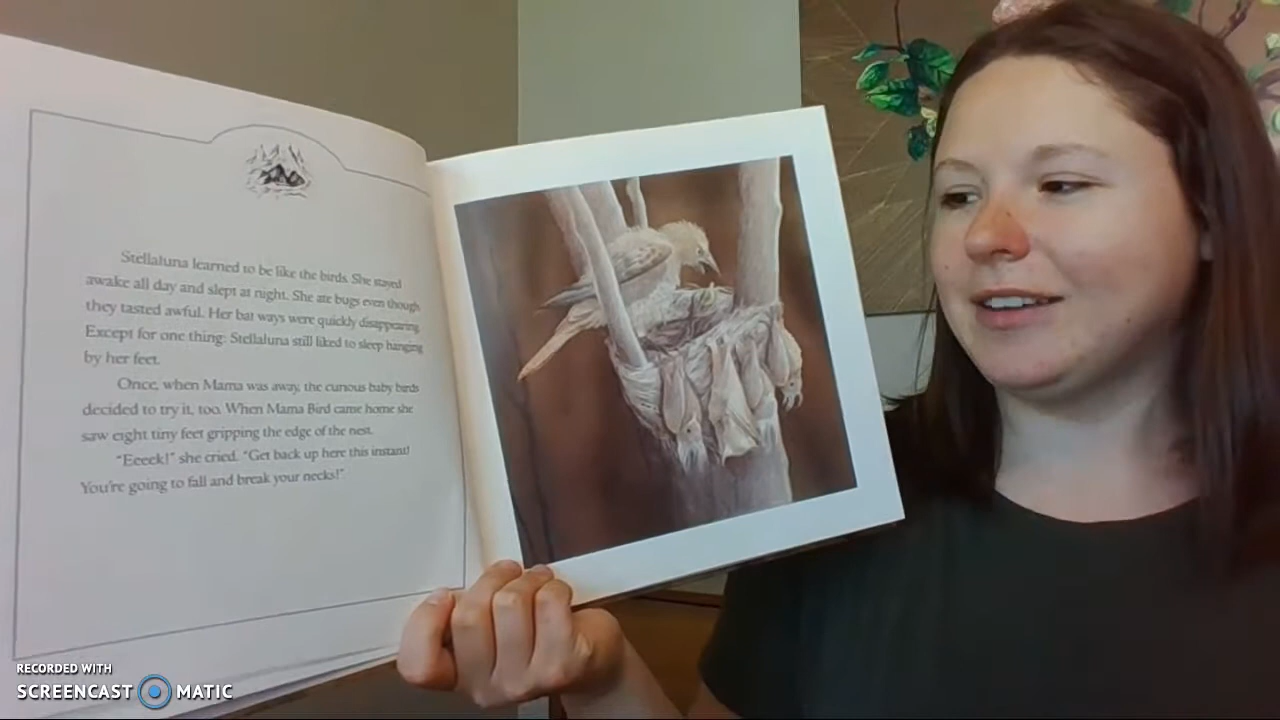 Stellaluna learned to be like the birds. She stayed
awake all day and slept at night. She ate bugs even though
they tasted awful. Her bat ways were quickly disappearing.
Except for one thing: Stellaluna still liked to sleep hanging
by her feet.
Once, when Mama was away, the curious baby birds
decided to try it, too. When Mama Bird came home she
saw eight tiny feet gripping the edge of the nest.
"Eeeek!" she cried. "Get back up here this instant!
You're going to fall and break your necks!"
RECORDED WITH
SCREENCAST MATIC